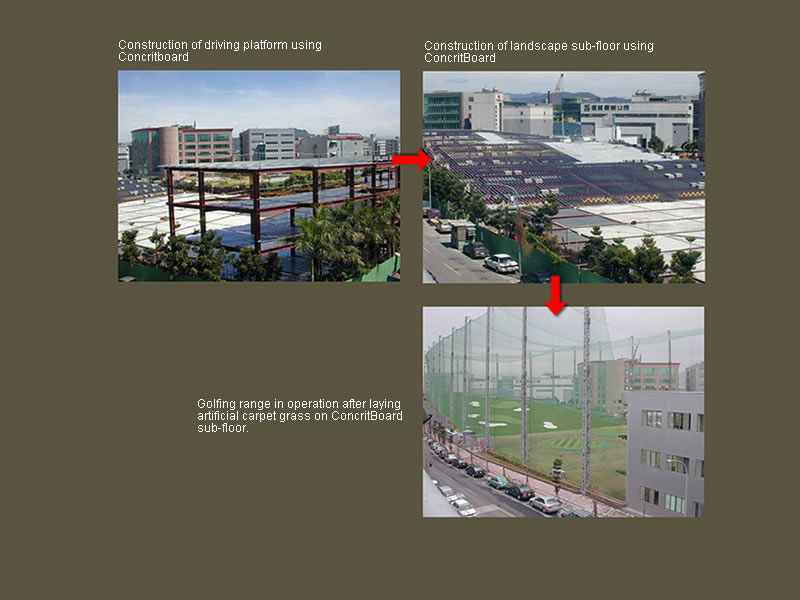 Construction of driving platform using
Concritboard
Construction of landscape sub-floor using
ConcritBoard
Golfing range in operation after laying
artificial carpet grass on ConcritBoard
sub-floor.